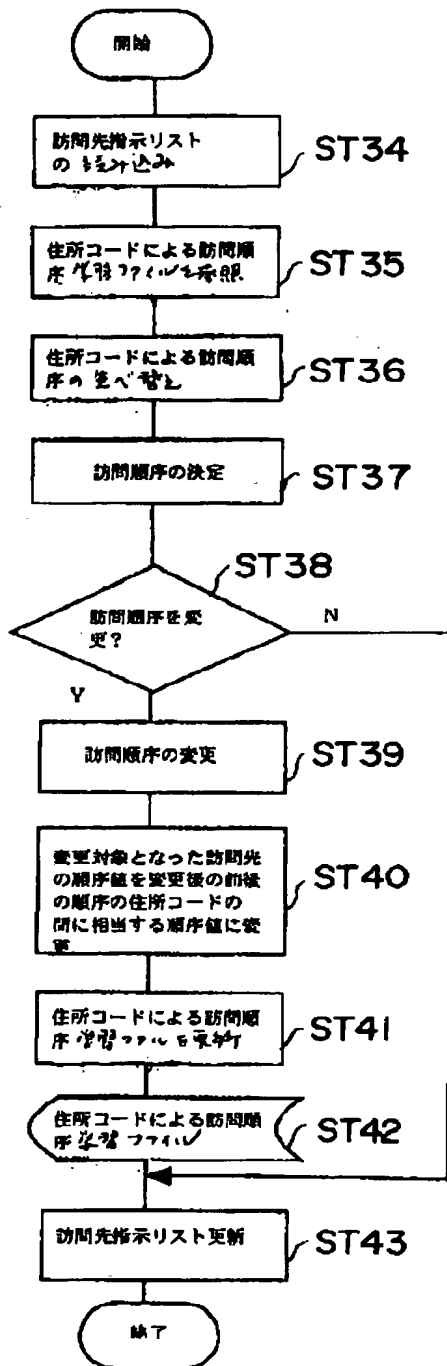 開始
訪問先指示リスト
の読み込み
ST34
住所コードによる訪問順
序学習ファイルを参照
ST35
住所コードによる訪問順
序の並べ替え
ST36
訪問順序の決定
ST37
ST38
訪問順序を変
更?
N
Y
訪問順序の変更
ST39
変更対象となった訪問先
の順序値を変更後の前後
の順序の住所コードの
間に相当する順序値に変
更
ST40
住所コードによる訪問順
序学習ファイルを更新
ST41
住所コードによる訪問順
序学習ファイル
ST42
訪問先指示リスト更新
ST43
終了